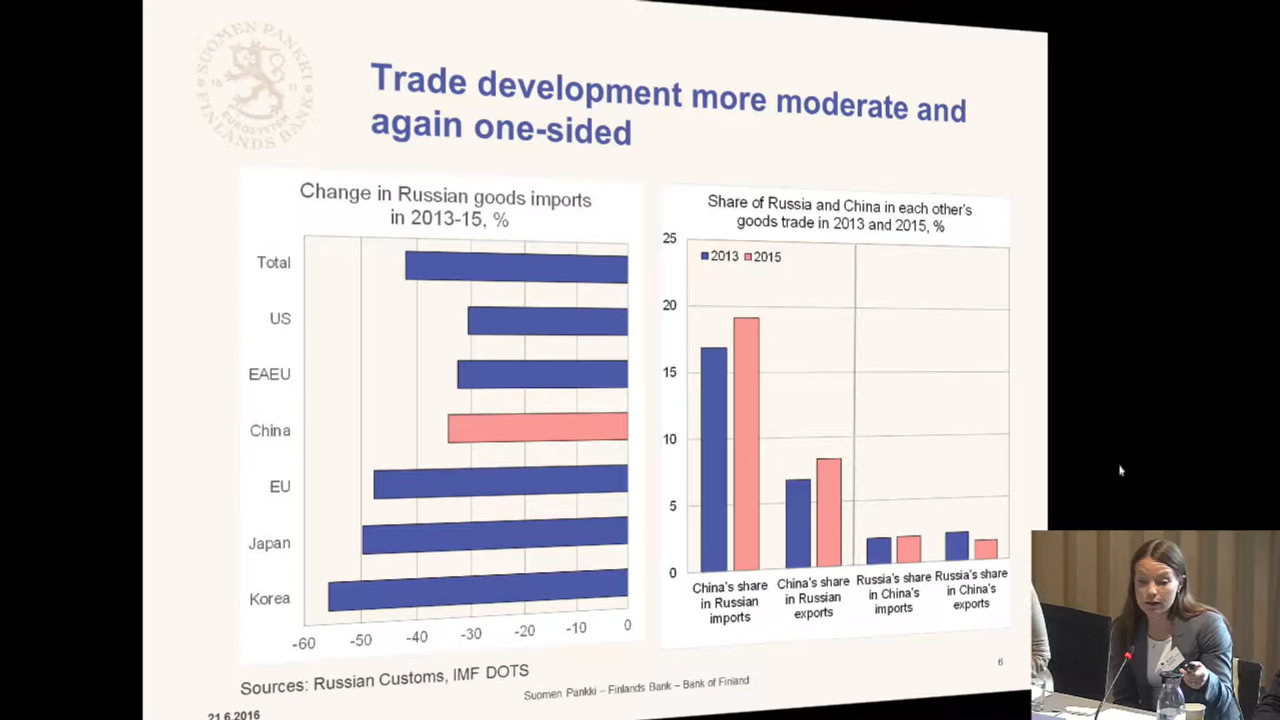 SUOMEN PANKKI
FINLANDS BANK
EUROSYSTEM
18 11
Trade development more moderate and
again one-sided
Change in Russian goods imports
in 2013-15, %
Total
US
EAEU
China
EU
Japan
Korea
-60 -50 -40 -30 -20 -10 0
Share of Russia and China in each other's
goods trade in 2013 and 2015, %
2013 2015
25
20
15
10
5
0
China's share
in Russian
imports
China's share
in Russian
exports
Russia's share
in China's
imports
Russia's share
in China's
exports
Sources: Russian Customs, IMF DOTS
Suomen Pankki – Finlands Bank – Bank of Finland
6
21.6.2016